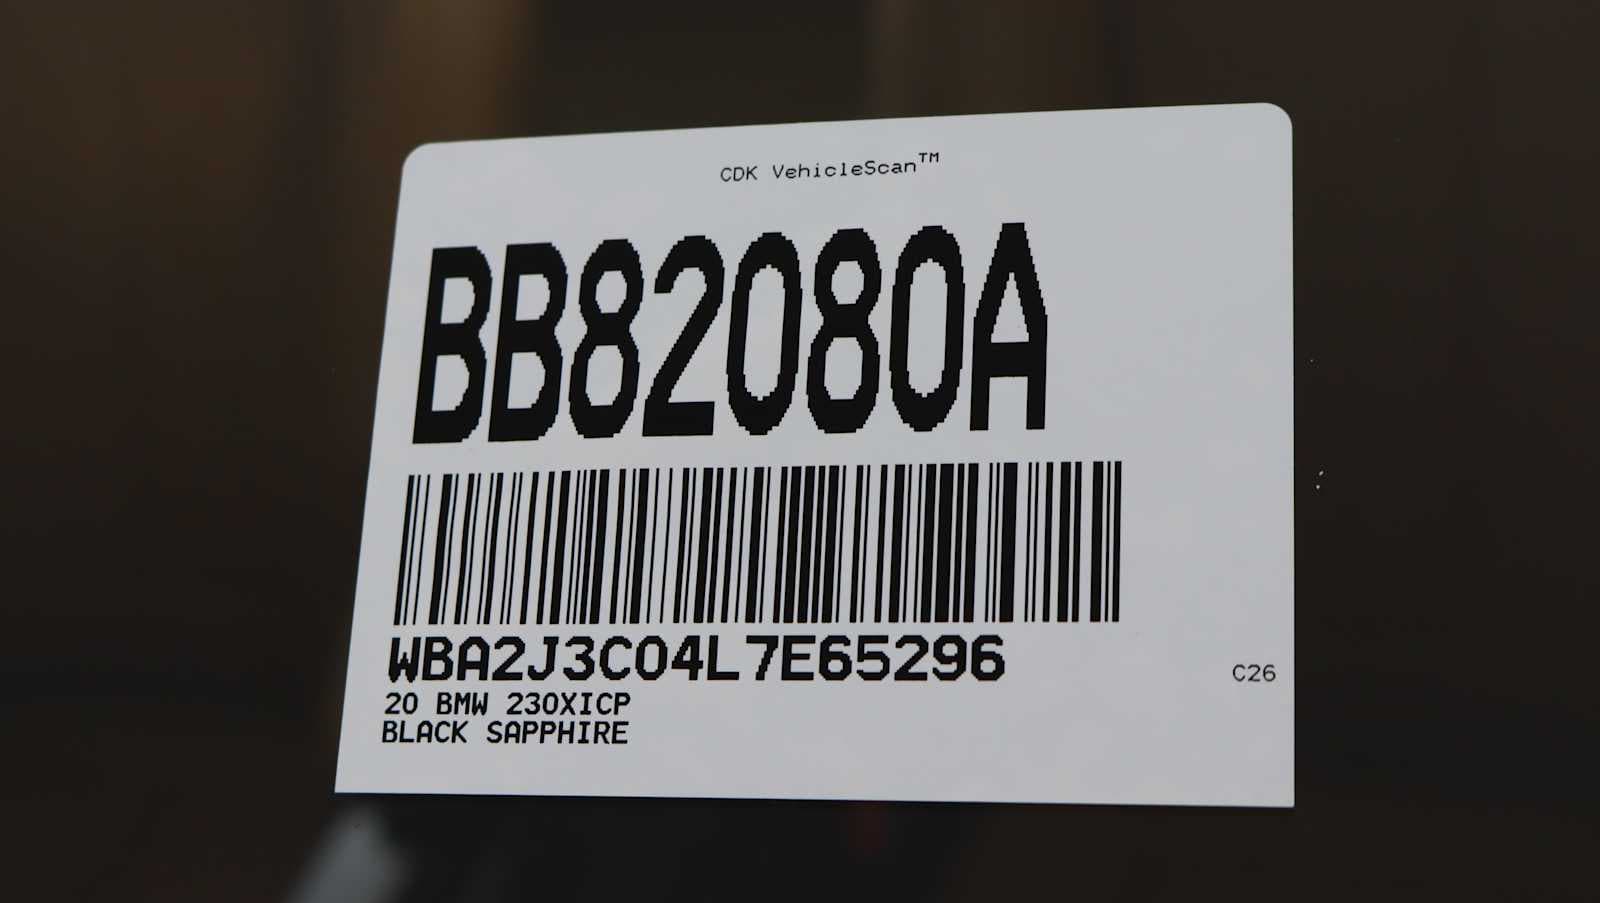 CDK VehicleScan™
BB82080A
WBA2J3C04L7E65296
20 BMW 230XICP
BLACK SAPPHIRE
C26